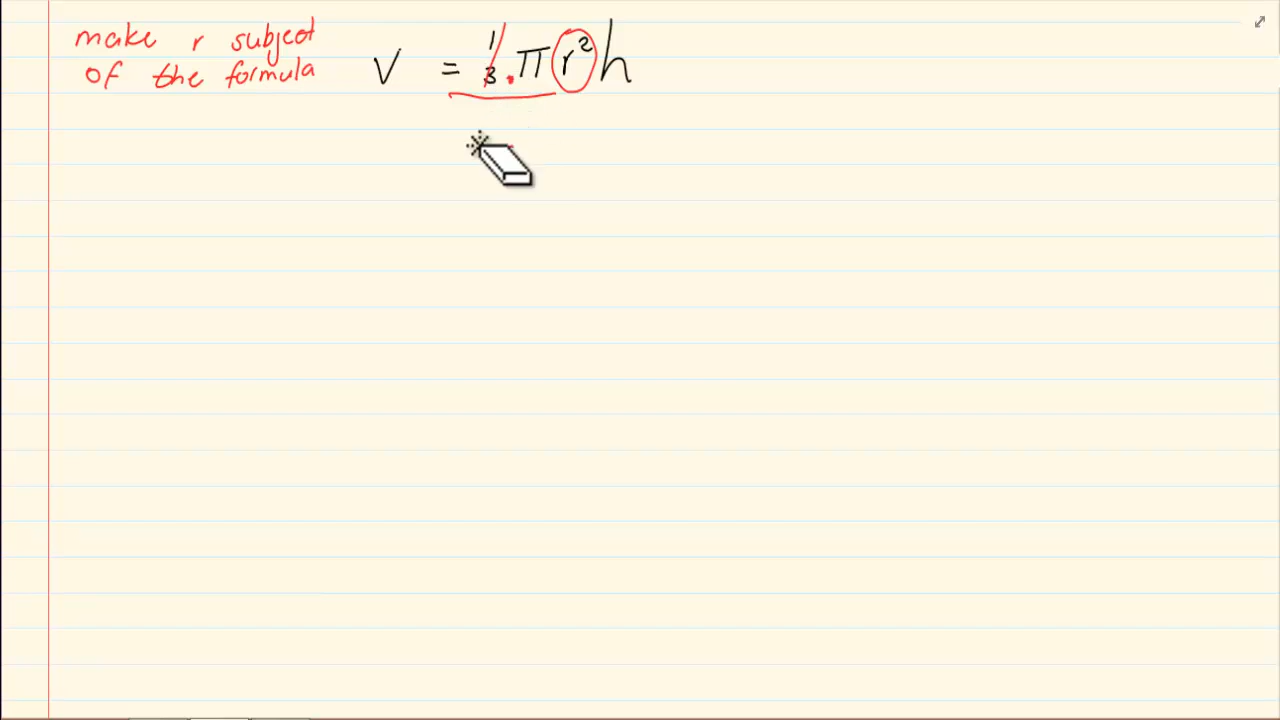 make r subject
of the formula
V = 1/3 . π r² h